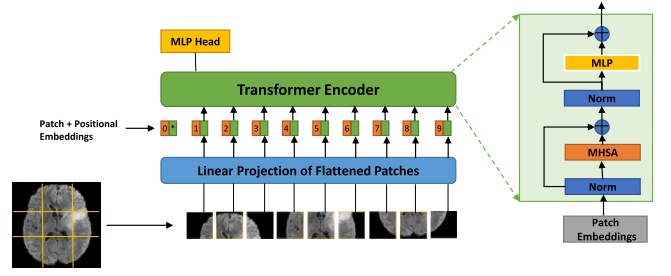 MLP Head
Transformer Encoder
Patch + Positional
Embeddings
0 * 1 2 3 4 5 6 7 8 9
Linear Projection of Flattened Patches
MLP
Norm
MHSA
Norm
Patch
Embeddings